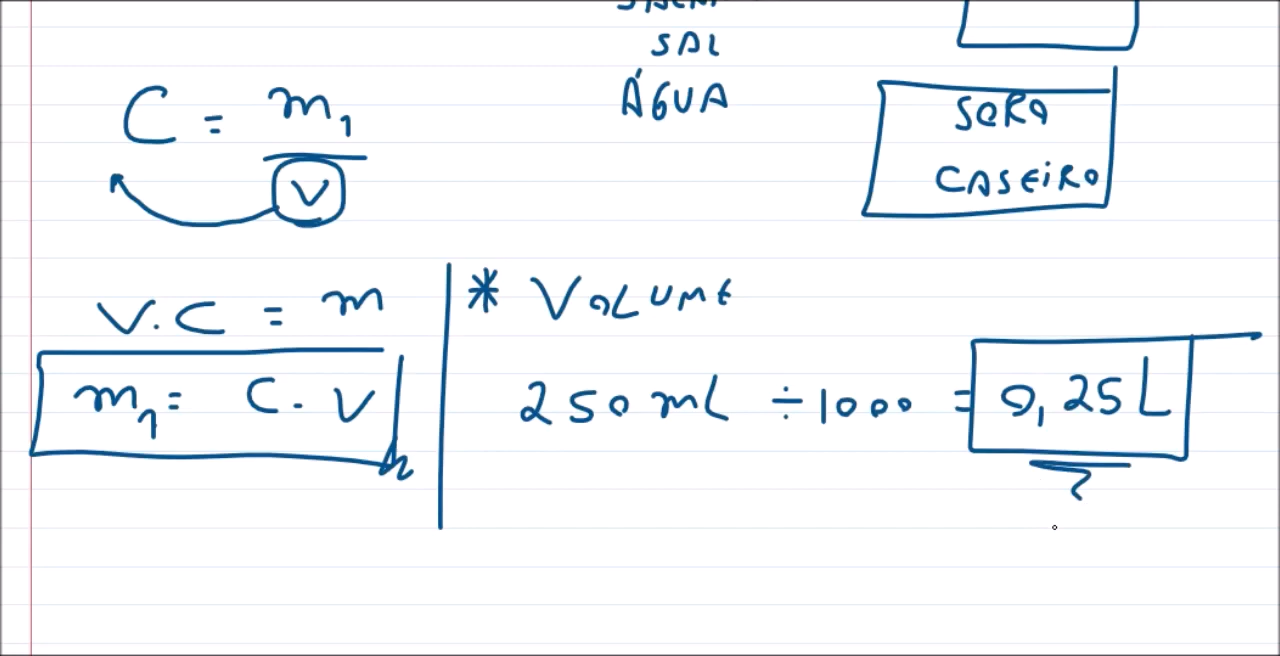 SAL
ÁGUA
C = m₁
V
SORO
CASEIRO
V.C = m
m₁ = C.V
* VOLUME
250 mL ÷ 1000 = 0,25 L